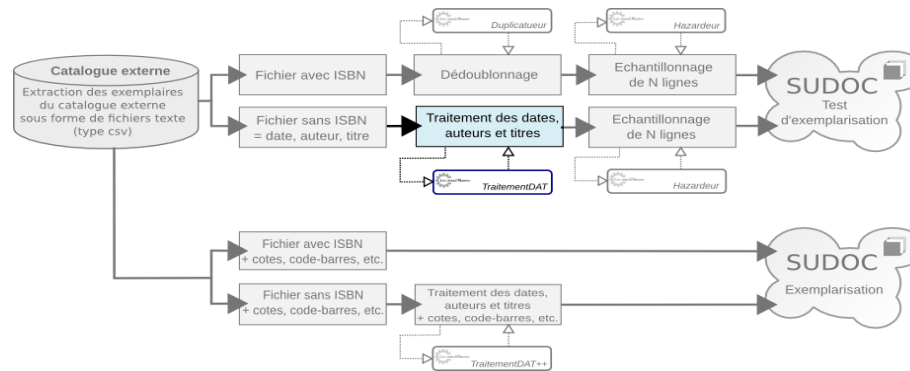 Duplicatueur
Hazardeur
Catalogue externe
Extraction des exemplaires
du catalogue externe
sous forme de fichiers texte
(type csv)
Fichier avec ISBN
Dédoublonnage
Echantillonnage
de N lignes
SUDOC
Test
d'exemplarisation
Fichier sans ISBN
= date, auteur, titre
Traitement des dates,
auteurs et titres
Echantillonnage
de N lignes
TraitementDAT
Hazardeur
Fichier avec ISBN
+ cotes, code-barres, etc.
SUDOC
Exemplarisation
Fichier sans ISBN
+ cotes, code-barres, etc.
Traitement des dates,
auteurs et titres
+ cotes, code-barres, etc.
TraitementDAT++